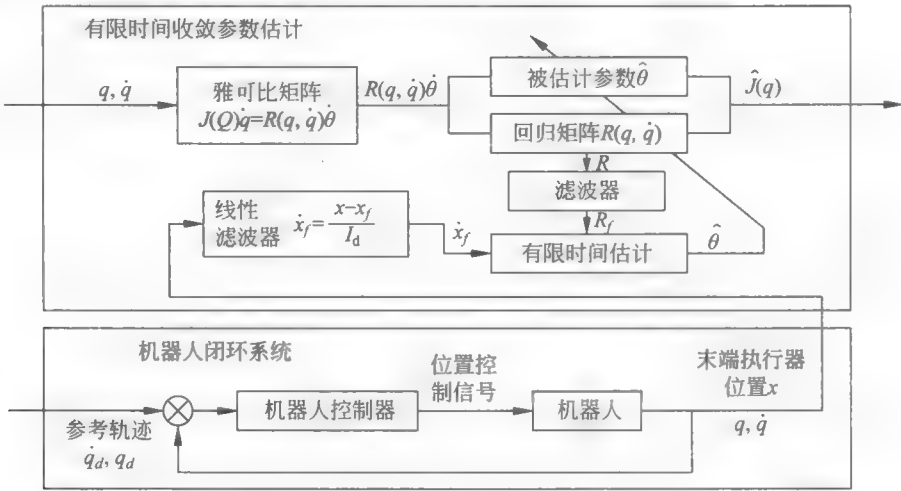 有限时间收敛参数估计
q, q̇
雅可比矩阵
J(Q)q̇=R(q, q̇)θ̇
R(q, q̇)θ̇
被估计参数θ̂
回归矩阵R(q, q̇)
Ĵ(q)
R
滤波器
R_f
线性
滤波器 ẋ_f = (x−x_f)/I_d
ẋ_f
有限时间估计
θ̂
机器人闭环系统
参考轨迹
q̇_d, q_d
机器人控制器
位置控
制信号
机器人
末端执行器
位置x
q, q̇